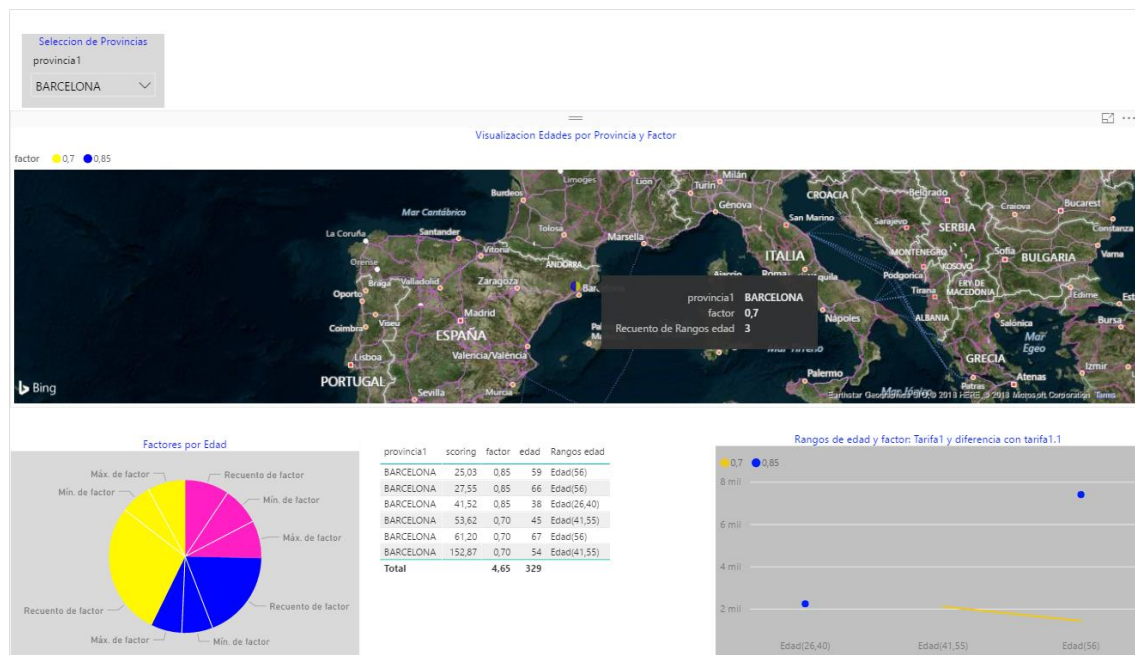 Seleccion de Provincias
provincia1
BARCELONA
Visualizacion Edades por Provincia y Factor
factor 0,7 0,85
Limoges
Lion
Turín
Milán
Burdeos
Génova
CROACIA
Belgrado
Craiova
Bucarest
Mar Cantábrico
San Marino
Sarajevo
SERBIA
Constanza
La Coruña
Santander
Tolosa
Marsella
Vitoria
MONTENEGRO
Sofía
BULGARIA
Varna
Orense
ANDORRA
ITALIA
KOSOVO
Braga
Valladolid
Zaragoza
Roma
Podgorica
Oporto
Tirana
ERY DE
MACEDONIA
Edirne
Madrid
provincia1 BARCELONA
factor 0,7
Recuento de Rangos edad 3
Coimbra
Viseu
ESPAÑA
Nápoles
ALBANIA
Salónica
Bursa
Lisboa
Valencia/València
Mar
Egeo
GRECIA
PORTUGAL
Palermo
Atenas
Izmir
Sevilla
Murcia
Mar Jónico
Patras
Bing
Factores por Edad
Máx. de factor
Recuento de factor
Mín. de factor
Mín. de factor
Máx. de factor
Recuento de factor
Recuento de factor
Máx. de factor
Mín. de factor
provincia1 scoring factor edad Rangos edad
BARCELONA 25,03 0,85 59 Edad(56)
BARCELONA 27,55 0,85 66 Edad(56)
BARCELONA 41,52 0,85 38 Edad(26,40)
BARCELONA 53,62 0,70 45 Edad(41,55)
BARCELONA 61,20 0,70 67 Edad(56)
BARCELONA 152,87 0,70 54 Edad(41,55)
Total 4,65 329
Rangos de edad y factor: Tarifa1 y diferencia con tarifa1.1
0,7 0,85
8 mil
6 mil
4 mil
2 mil
Edad(26,40) Edad(41,55) Edad(56)